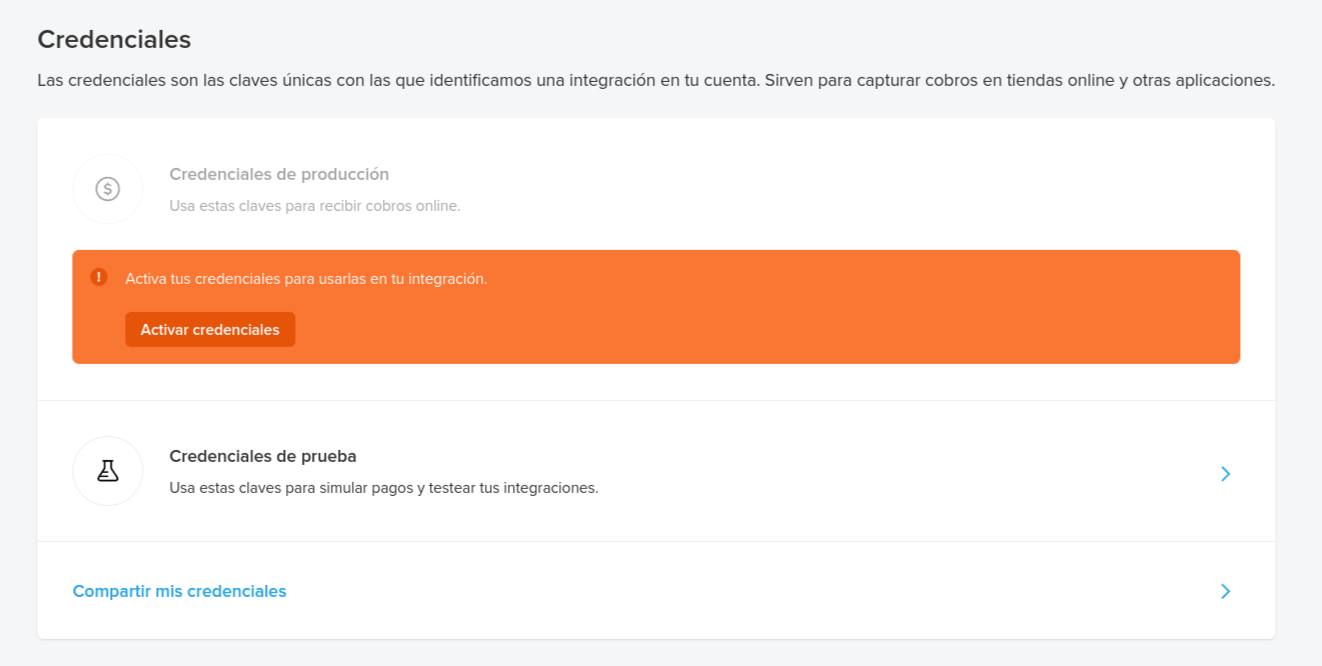 Credenciales
Las credenciales son las claves únicas con las que identificamos una integración en tu cuenta. Sirven para capturar cobros en tiendas online y otras aplicaciones.
Credenciales de producción
Usa estas claves para recibir cobros online.
Activa tus credenciales para usarlas en tu integración.
Activar credenciales
Credenciales de prueba
Usa estas claves para simular pagos y testear tus integraciones.
Compartir mis credenciales